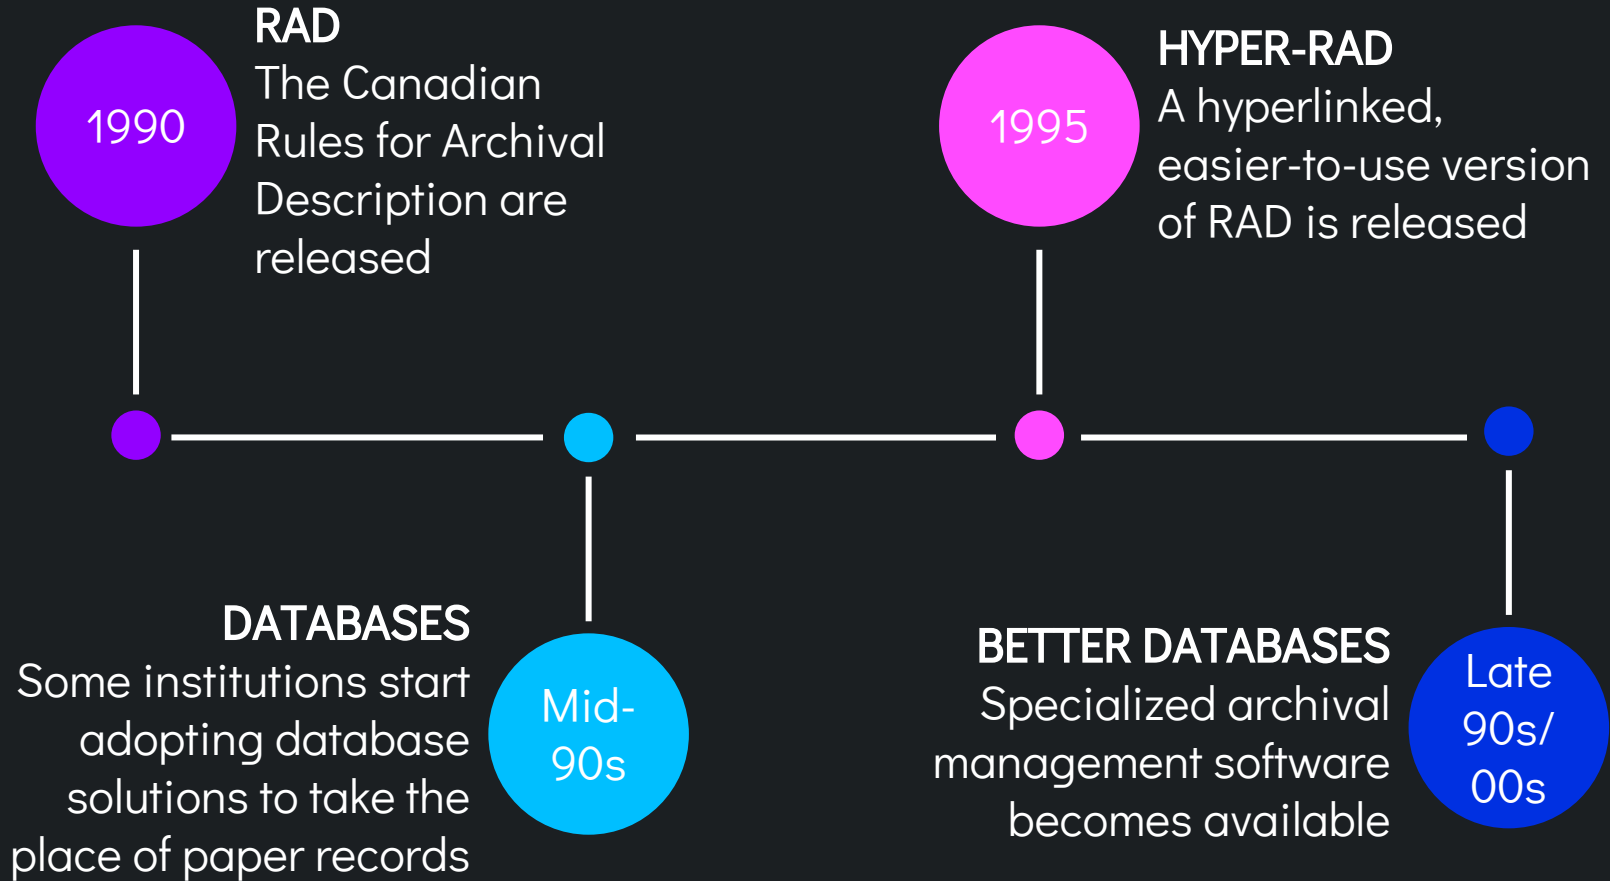 1990
RAD
The Canadian
Rules for Archival
Description are
released
Mid-
90s
DATABASES
Some institutions start
adopting database
solutions to take the
place of paper records
1995
HYPER-RAD
A hyperlinked,
easier-to-use version
of RAD is released
Late
90s/
00s
BETTER DATABASES
Specialized archival
management software
becomes available